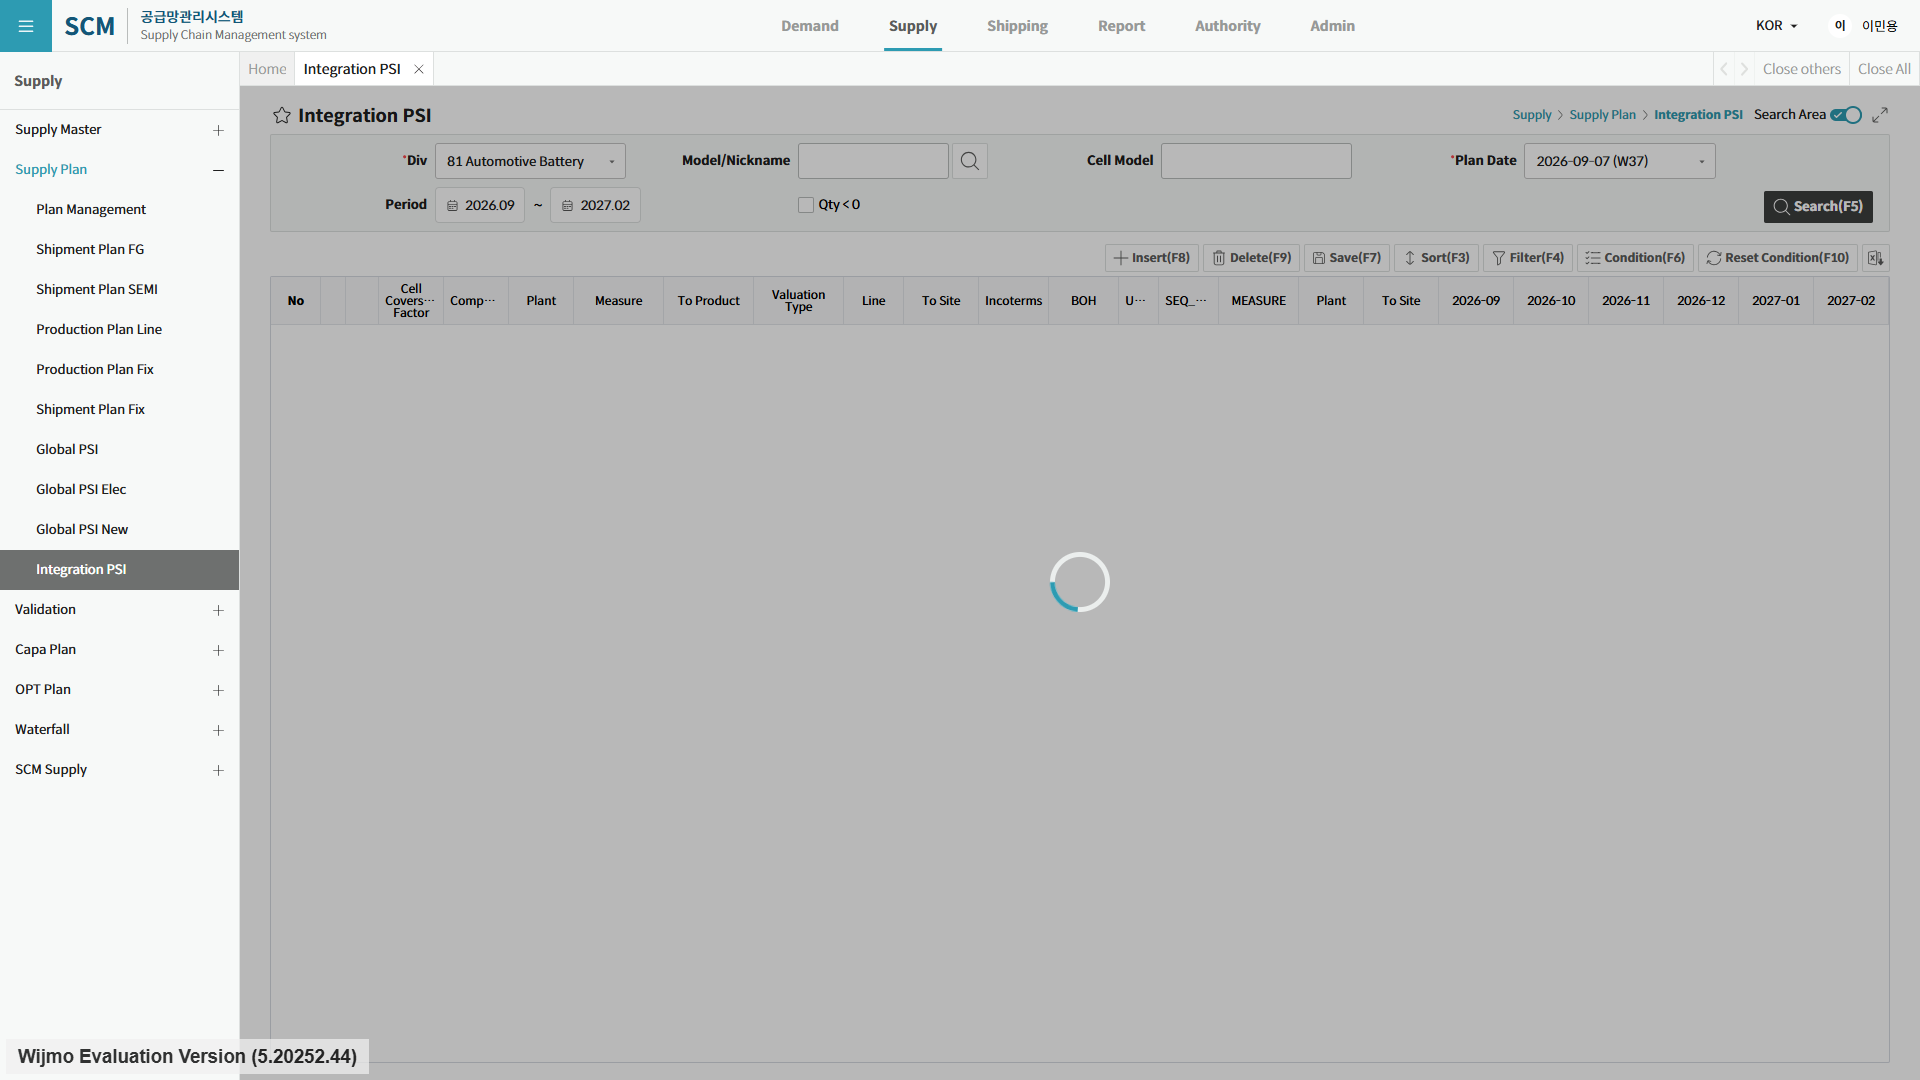 SCM
공급망관리시스템
Supply Chain Management system
Demand
Supply
Shipping
Report
Authority
Admin
KOR
이
이민용
Supply
Home
Integration PSI
Close others
Close All
Supply Master
Supply Plan
Plan Management
Shipment Plan FG
Shipment Plan SEMI
Production Plan Line
Production Plan Fix
Shipment Plan Fix
Global PSI
Global PSI Elec
Global PSI New
Integration PSI
Validation
Capa Plan
OPT Plan
Waterfall
SCM Supply
Integration PSI
Supply > Supply Plan > Integration PSI
Search Area
*Div
81 Automotive Battery
Model/Nickname
Cell Model
*Plan Date
2026-09-07 (W37)
Period
2026.09
~
2027.02
Qty < 0
Search(F5)
Insert(F8)
Delete(F9)
Save(F7)
Sort(F3)
Filter(F4)
Condition(F6)
Reset Condition(F10)
No
Cell
Covers···
Factor
Comp···
Plant
Measure
To Product
Valuation
Type
Line
To Site
Incoterms
BOH
U···
SEQ_···
MEASURE
Plant
To Site
2026-09
2026-10
2026-11
2026-12
2027-01
2027-02
Wijmo Evaluation Version (5.20252.44)